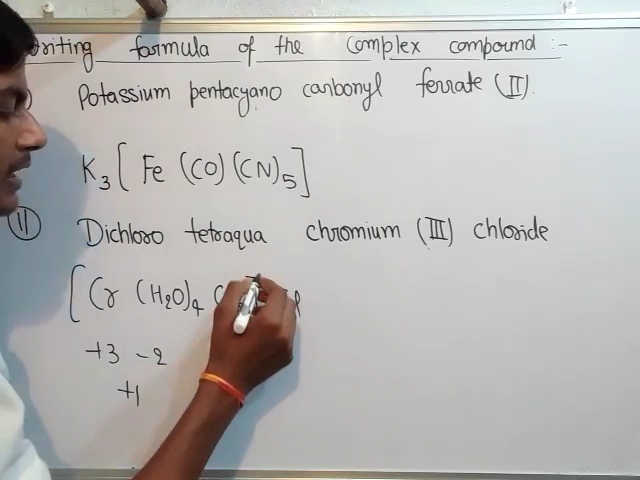 writing formula of the complex compound :-
Potassium pentacyano carbonyl ferrate (II).
K3[Fe (CO)(CN)5]
II Dichloro tetraqua chromium (III) chloride
[Cr (H2O)4 C
+3 -2
+1